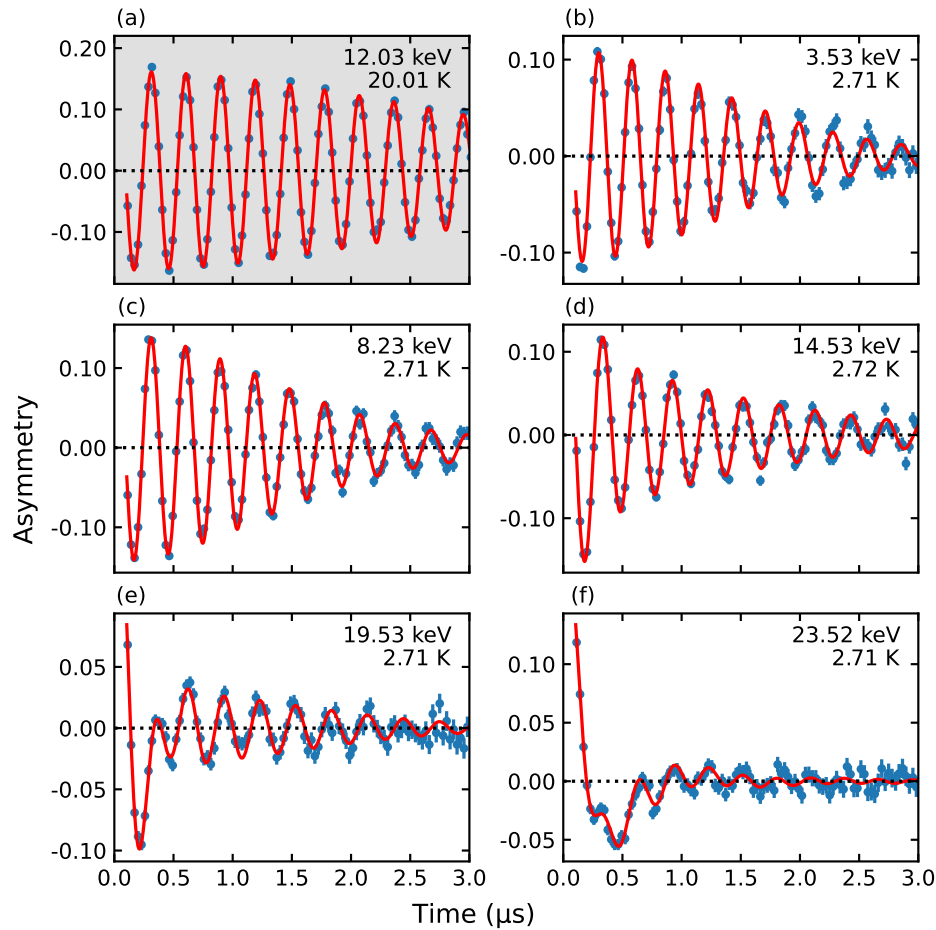 (a)
12.03 keV
20.01 K
0.20
0.10
0.00
-0.10
(b)
3.53 keV
2.71 K
0.10
0.00
-0.10
(c)
8.23 keV
2.71 K
0.10
0.00
-0.10
(d)
14.53 keV
2.72 K
0.10
0.00
-0.10
Asymmetry
(e)
19.53 keV
2.71 K
0.05
0.00
-0.05
-0.10
0.0 0.5 1.0 1.5 2.0 2.5 3.0
(f)
23.52 keV
2.71 K
0.10
0.05
0.00
-0.05
0.0 0.5 1.0 1.5 2.0 2.5 3.0
Time (μs)